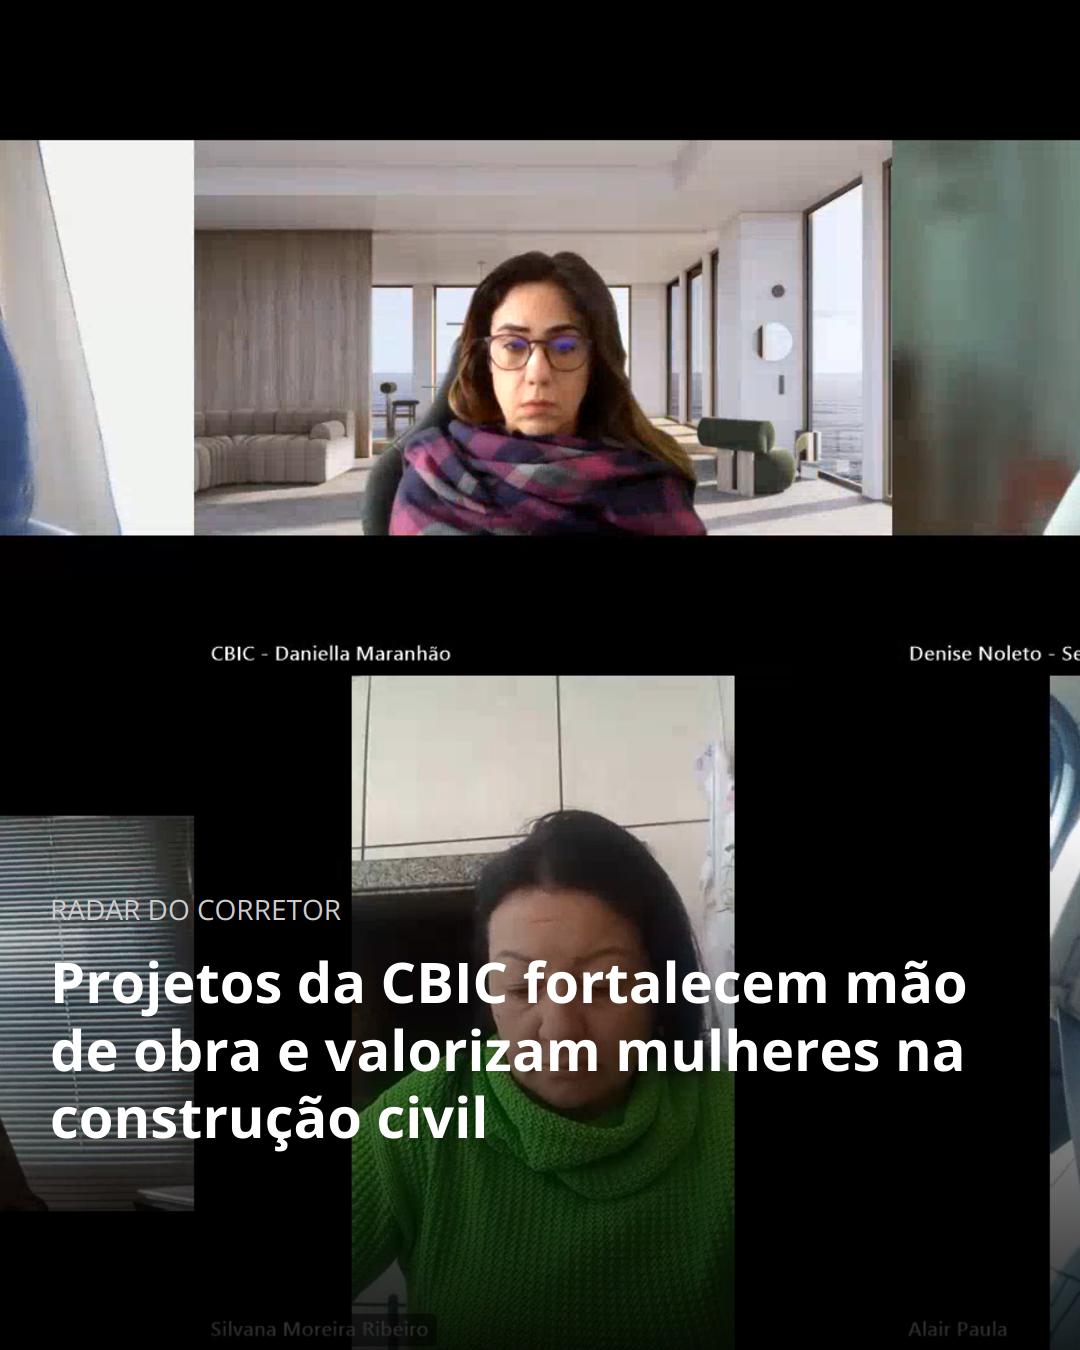 CBIC - Daniella Maranhão
Denise Noleto - Se
RADAR DO CORRETOR
Projetos da CBIC fortalecem mão
de obra e valorizam mulheres na
construção civil
Silvana Moreira Ribeiro
Alair Paula